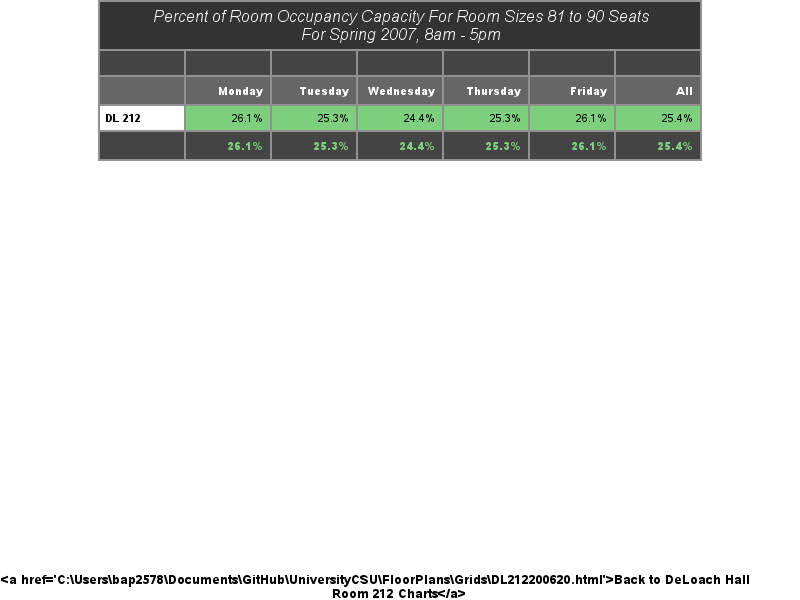 Percent of Room Occupancy Capacity For Room Sizes 81 to 90 Seats
For Spring 2007, 8am - 5pm
Monday Tuesday Wednesday Thursday Friday All
DL 212 26.1% 25.3% 24.4% 25.3% 26.1% 25.4%
26.1% 25.3% 24.4% 25.3% 26.1% 25.4%
<a href='C:\Users\bap2578\Documents\GitHub\UniversityCSU\FloorPlans\Grids\DL212200620.html'>Back to DeLoach Hall
Room 212 Charts</a>